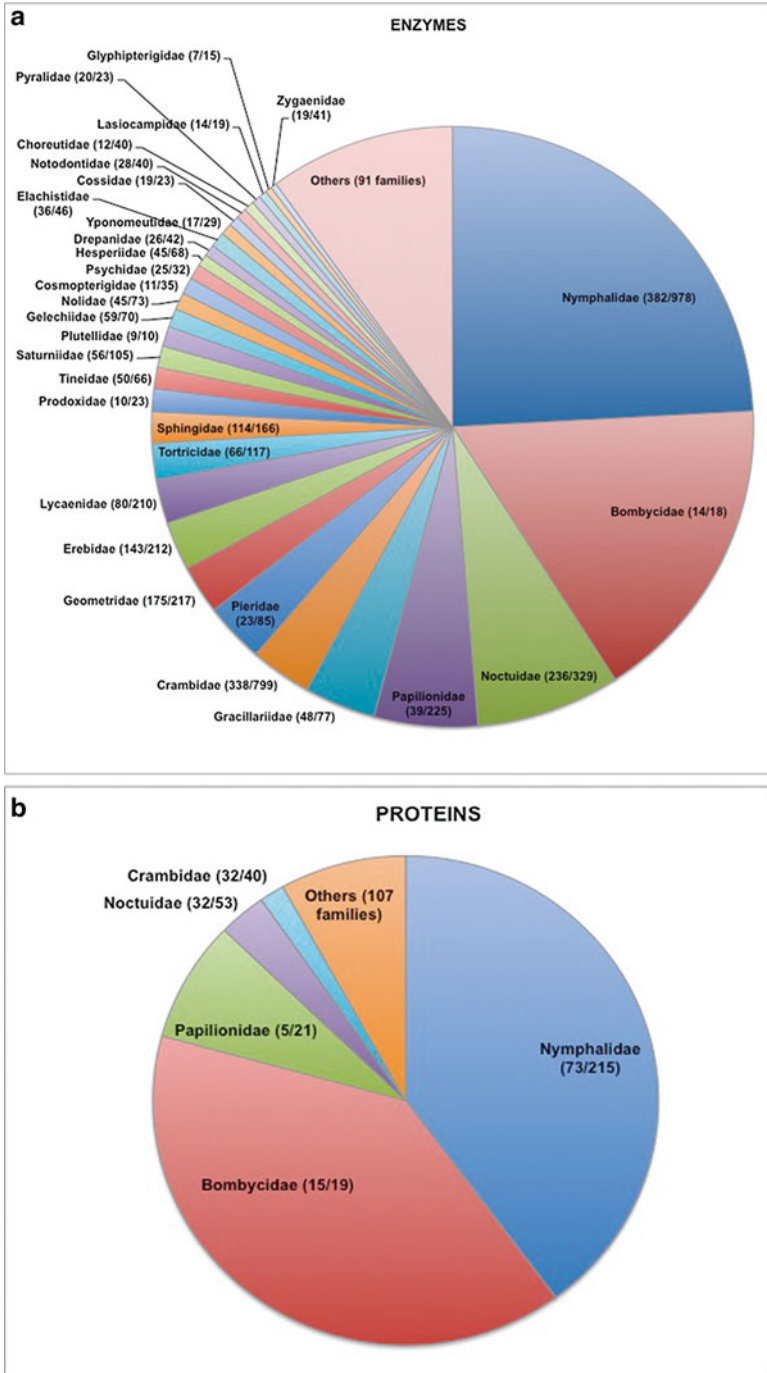 a
ENZYMES
Glyphipterigidae (7/15)
Pyralidae (20/23)
Zygaenidae
(19/41)
Lasiocampidae (14/19)
Choreutidae (12/40)
Notodontidae (28/40)
Cossidae (19/23)
Elachistidae
(36/46)
Yponomeutidae (17/29)
Drepanidae (26/42)
Hesperiidae (45/68)
Psychidae (25/32)
Cosmopterigidae (11/35)
Nolidae (45/73)
Gelechiidae (59/70)
Plutellidae (9/10)
Saturniidae (56/105)
Tineidae (50/66)
Prodoxidae (10/23)
Sphingidae (114/166)
Tortricidae (66/117)
Lycaenidae (80/210)
Erebidae (143/212)
Geometridae (175/217)
Pieridae
(23/85)
Crambidae (338/799)
Gracillariidae (48/77)
Papilionidae
(39/225)
Noctuidae (236/329)
Bombycidae (14/18)
Nymphalidae (382/978)
Others (91 families)
b
PROTEINS
Crambidae (32/40)
Noctuidae (32/53)
Others (107
families)
Papilionidae (5/21)
Nymphalidae
(73/215)
Bombycidae (15/19)